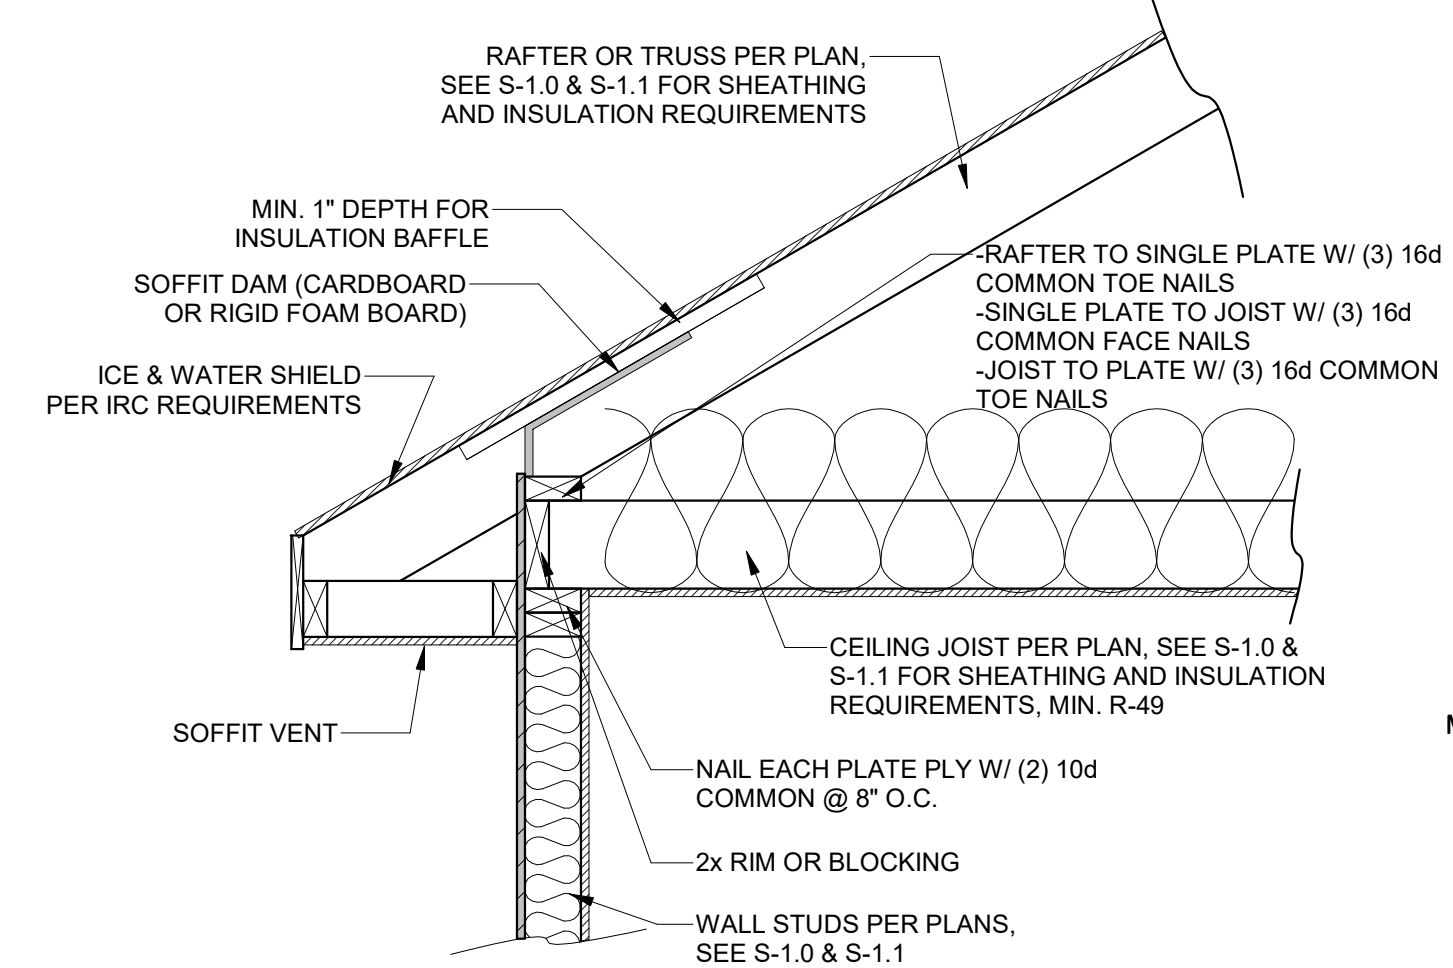 RAFTER OR TRUSS PER PLAN,
SEE S-1.0 & S-1.1 FOR SHEATHING
AND INSULATION REQUIREMENTS
MIN. 1" DEPTH FOR
INSULATION BAFFLE
SOFFIT DAM (CARDBOARD
OR RIGID FOAM BOARD)
ICE & WATER SHIELD
PER IRC REQUIREMENTS
-RAFTER TO SINGLE PLATE W/ (3) 16d
COMMON TOE NAILS
-SINGLE PLATE TO JOIST W/ (3) 16d
COMMON FACE NAILS
-JOIST TO PLATE W/ (3) 16d COMMON
TOE NAILS
CEILING JOIST PER PLAN, SEE S-1.0 &
S-1.1 FOR SHEATHING AND INSULATION
REQUIREMENTS, MIN. R-49
SOFFIT VENT
NAIL EACH PLATE PLY W/ (2) 10d
COMMON @ 8" O.C.
2x RIM OR BLOCKING
WALL STUDS PER PLANS,
SEE S-1.0 & S-1.1